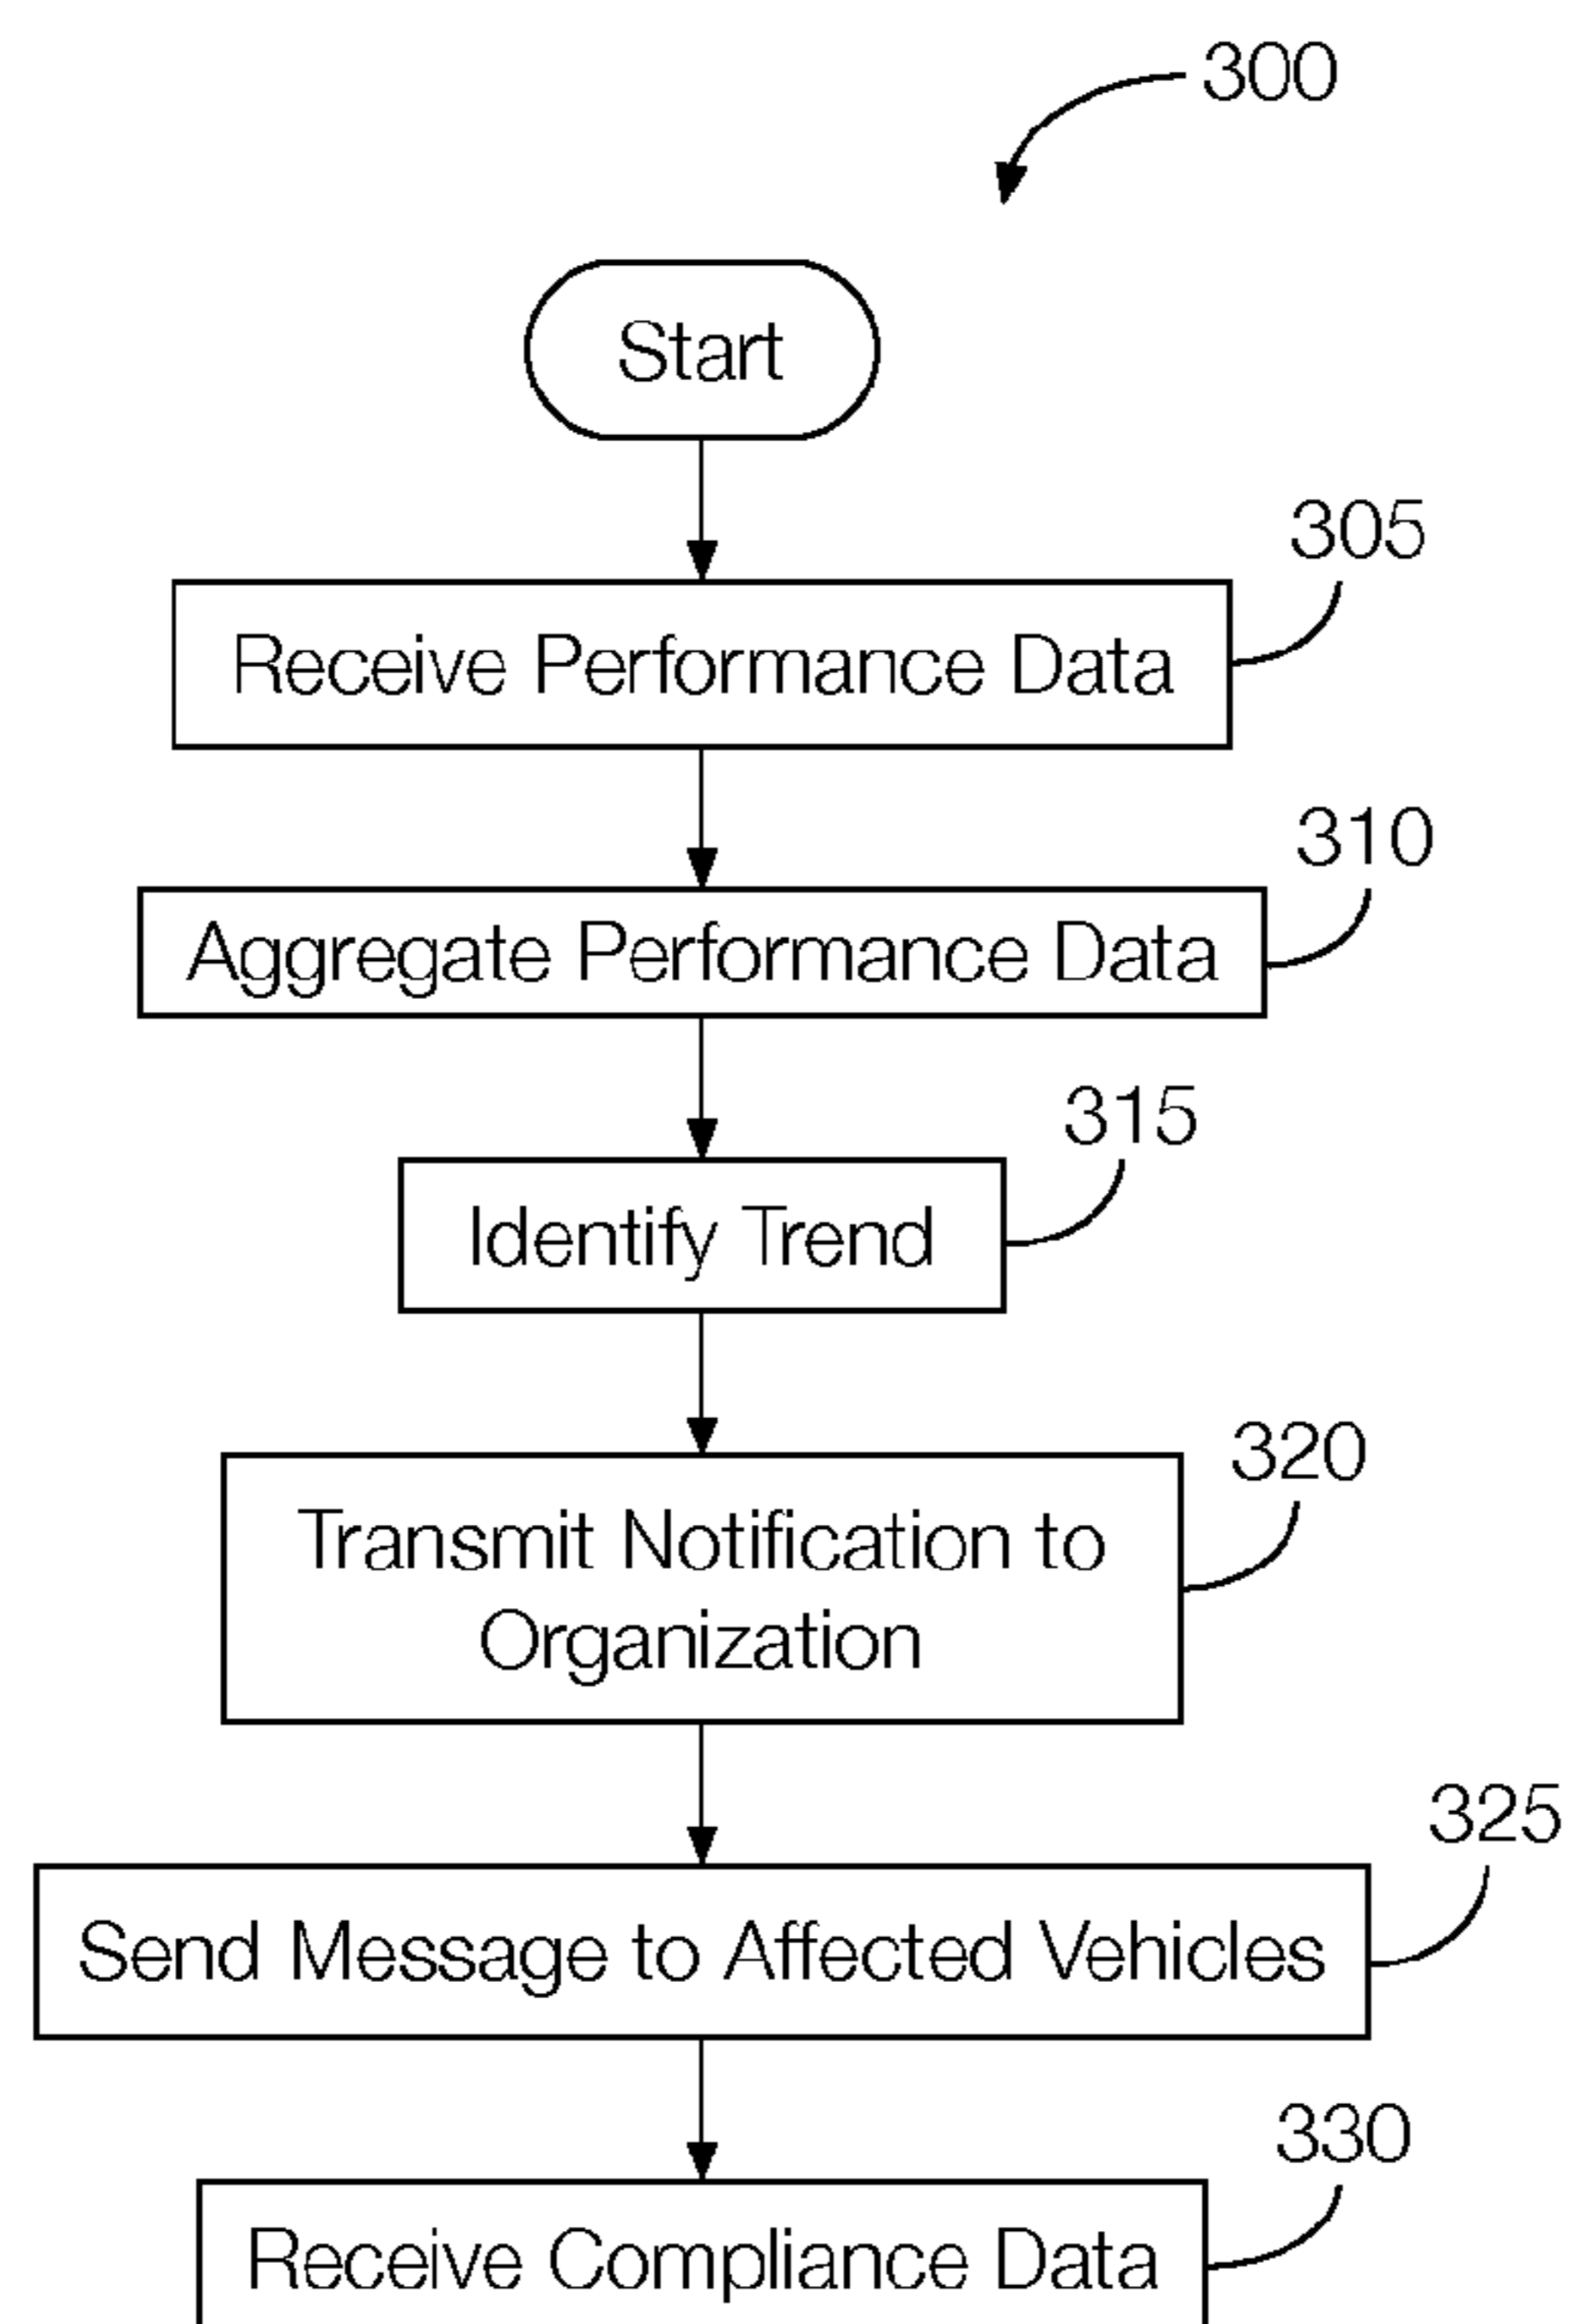 300
Start
305
Receive Performance Data
310
Aggregate Performance Data
315
Identify Trend
320
Transmit Notification to
Organization
325
Send Message to Affected Vehicles
330
Receive Compliance Data